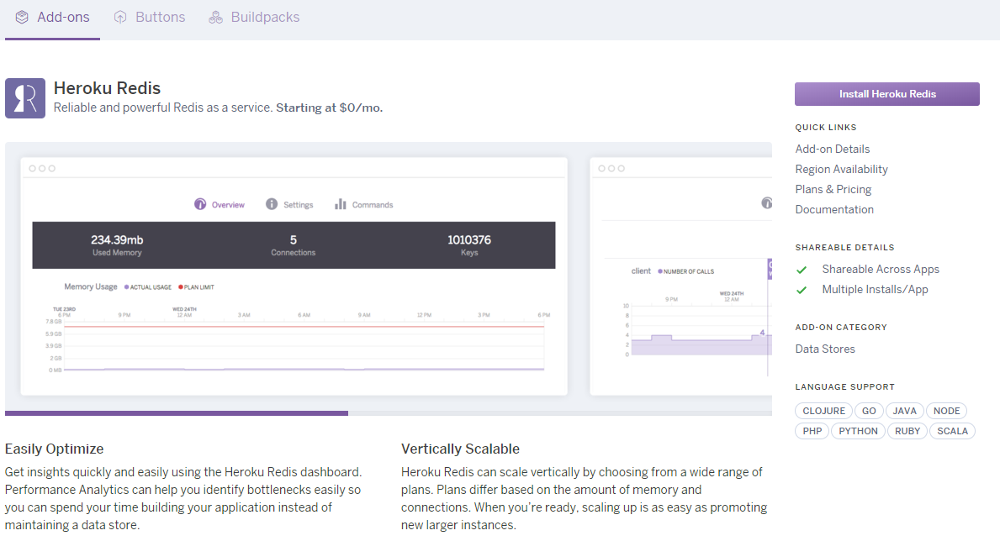 Add-ons
Buttons
Buildpacks
Heroku Redis
Reliable and powerful Redis as a service. Starting at $0/mo.
Overview
Settings
Commands
234.39mb
Used Memory
5
Connections
1010376
Keys
Memory Usage
ACTUAL USAGE
PLAN LIMIT
TUE 23RD
WED 24TH
6 PM
9 PM
12 AM
3 AM
6 AM
9 AM
12 PM
3 PM
6 PM
7.8 GB
5.9 GB
3.9 GB
2 GB
0 MB
client
NUMBER OF CALLS
WED 24TH
9 PM
12 AM
10
8
6
4
2
0
4
Easily Optimize
Get insights quickly and easily using the Heroku Redis dashboard.
Performance Analytics can help you identify bottlenecks easily so
you can spend your time building your application instead of
maintaining a data store.
Vertically Scalable
Heroku Redis can scale vertically by choosing from a wide range of
plans. Plans differ based on the amount of memory and
connections. When you’re ready, scaling up is as easy as promoting
new larger instances.
Install Heroku Redis
QUICK LINKS
Add-on Details
Region Availability
Plans & Pricing
Documentation
SHAREABLE DETAILS
Shareable Across Apps
Multiple Installs/App
ADD-ON CATEGORY
Data Stores
LANGUAGE SUPPORT
CLOJURE
GO
JAVA
NODE
PHP
PYTHON
RUBY
SCALA